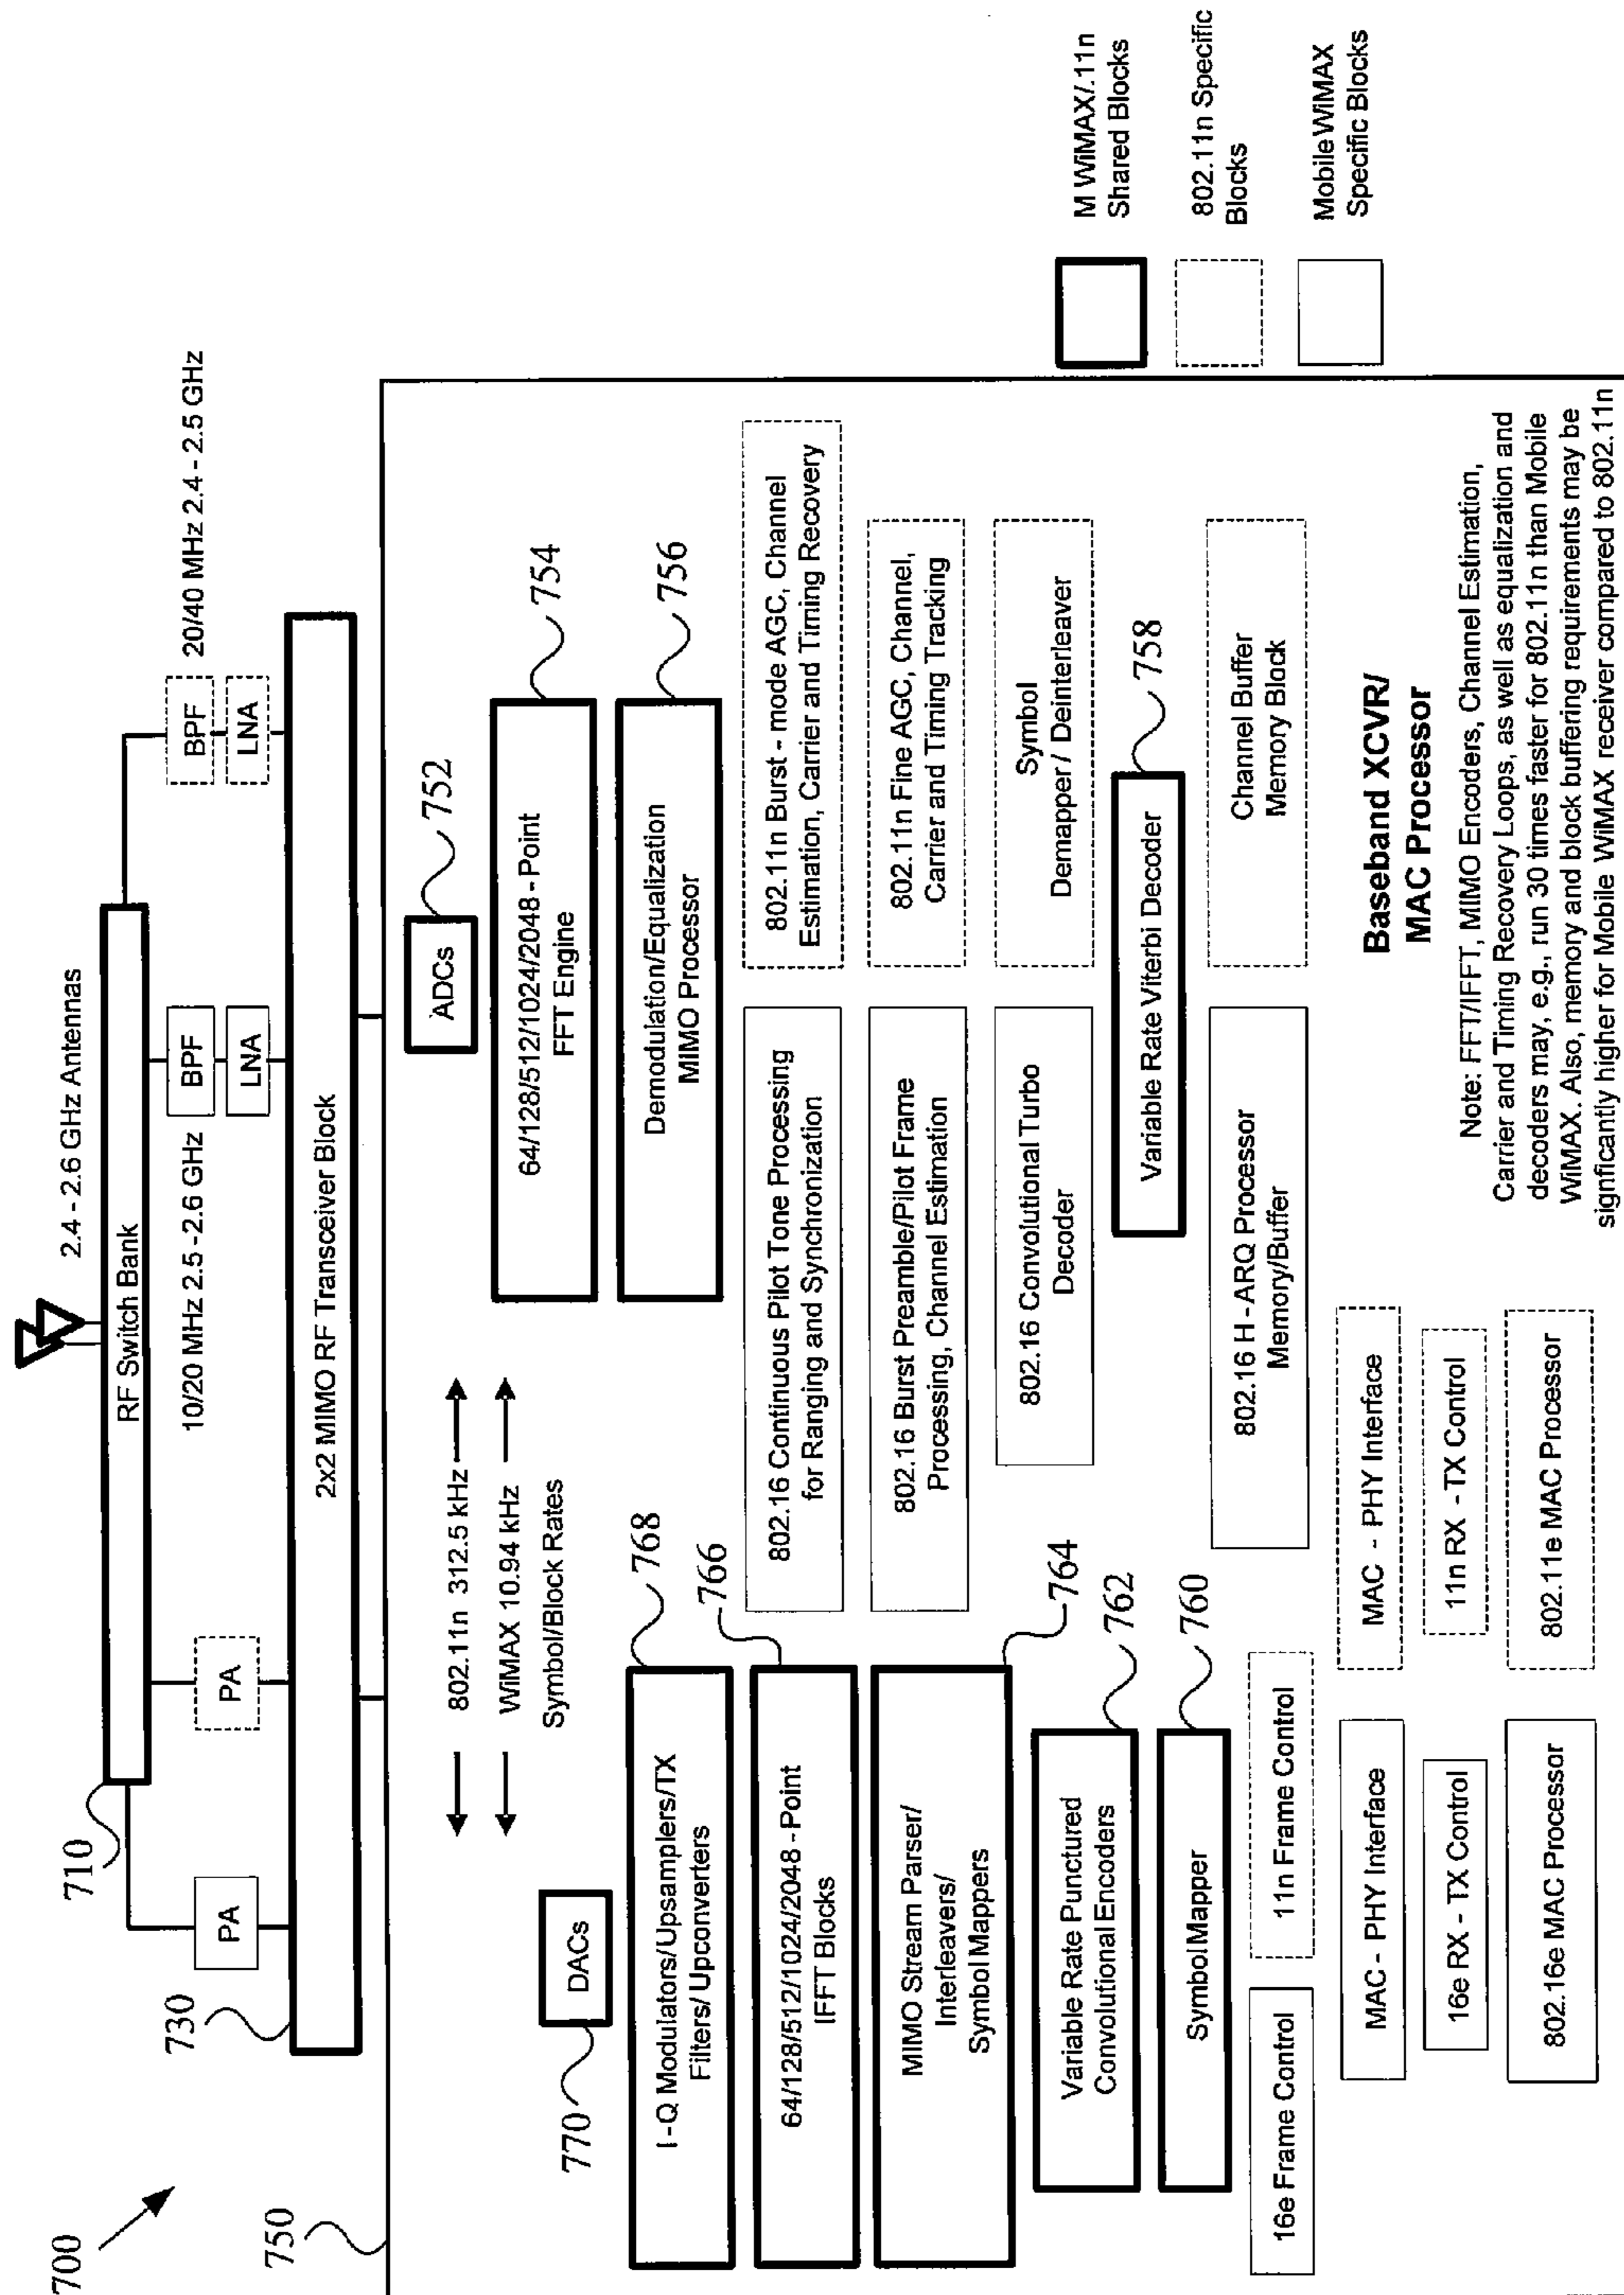 700
2.4 - 2.6 GHz Antennas
710
RF Switch Bank
PA
PA
10/20 MHz 2.5 -2.6 GHz
BPF
LNA
BPF
LNA
20/40 MHz 2.4 - 2.5 GHz
730
2x2 MIMO RF Transceiver Block
750
802.11n 312.5 kHz
WiMAX 10.94 kHz
Symbol/Block Rates
770
DACs
ADCs
752
I-Q Modulators/Upsamplers/TX
Filters/ Upconverters
768
64/128/512/1024/2048 - Point
IFFT Blocks
766
MIMO Stream Parser/
Interleavers/
Symbol Mappers
764
Variable Rate Punctured
Convolutional Encoders
762
Symbol Mapper
760
16e Frame Control
11n Frame Control
MAC - PHY Interface
MAC - PHY Interface
16e RX - TX Control
11n RX - TX Control
802.16e MAC Processor
802.11e MAC Processor
64/128/512/1024/2048 - Point
FFT Engine
754
Demodulation/Equalization
MIMO Processor
756
802.16 Continuous Pilot Tone Processing
for Ranging and Synchronization
802.11n Burst - mode AGC, Channel
Estimation, Carrier and Timing Recovery
802.16 Burst Preamble/Pilot Frame
Processing, Channel Estimation
802.11n Fine AGC, Channel,
Carrier and Timing Tracking
802.16 Convolutional Turbo
Decoder
Symbol
Demapper / Deinterleaver
Variable Rate Viterbi Decoder
758
802.16 H - ARQ Processor
Memory/Buffer
Channel Buffer
Memory Block
Baseband XCVR/
MAC Processor
Note: FFT/IFFT, MIMO Encoders, Channel Estimation,
Carrier and Timing Recovery Loops, as well as equalization and
decoders may, e.g., run 30 times faster for 802.11n than Mobile
WiMAX. Also, memory and block buffering requirements may be
signficantly higher for Mobile WiMAX receiver compared to 802.11n
M WiMAX/.11n
Shared Blocks
802.11n Specific
Blocks
Mobile WiMAX
Specific Blocks